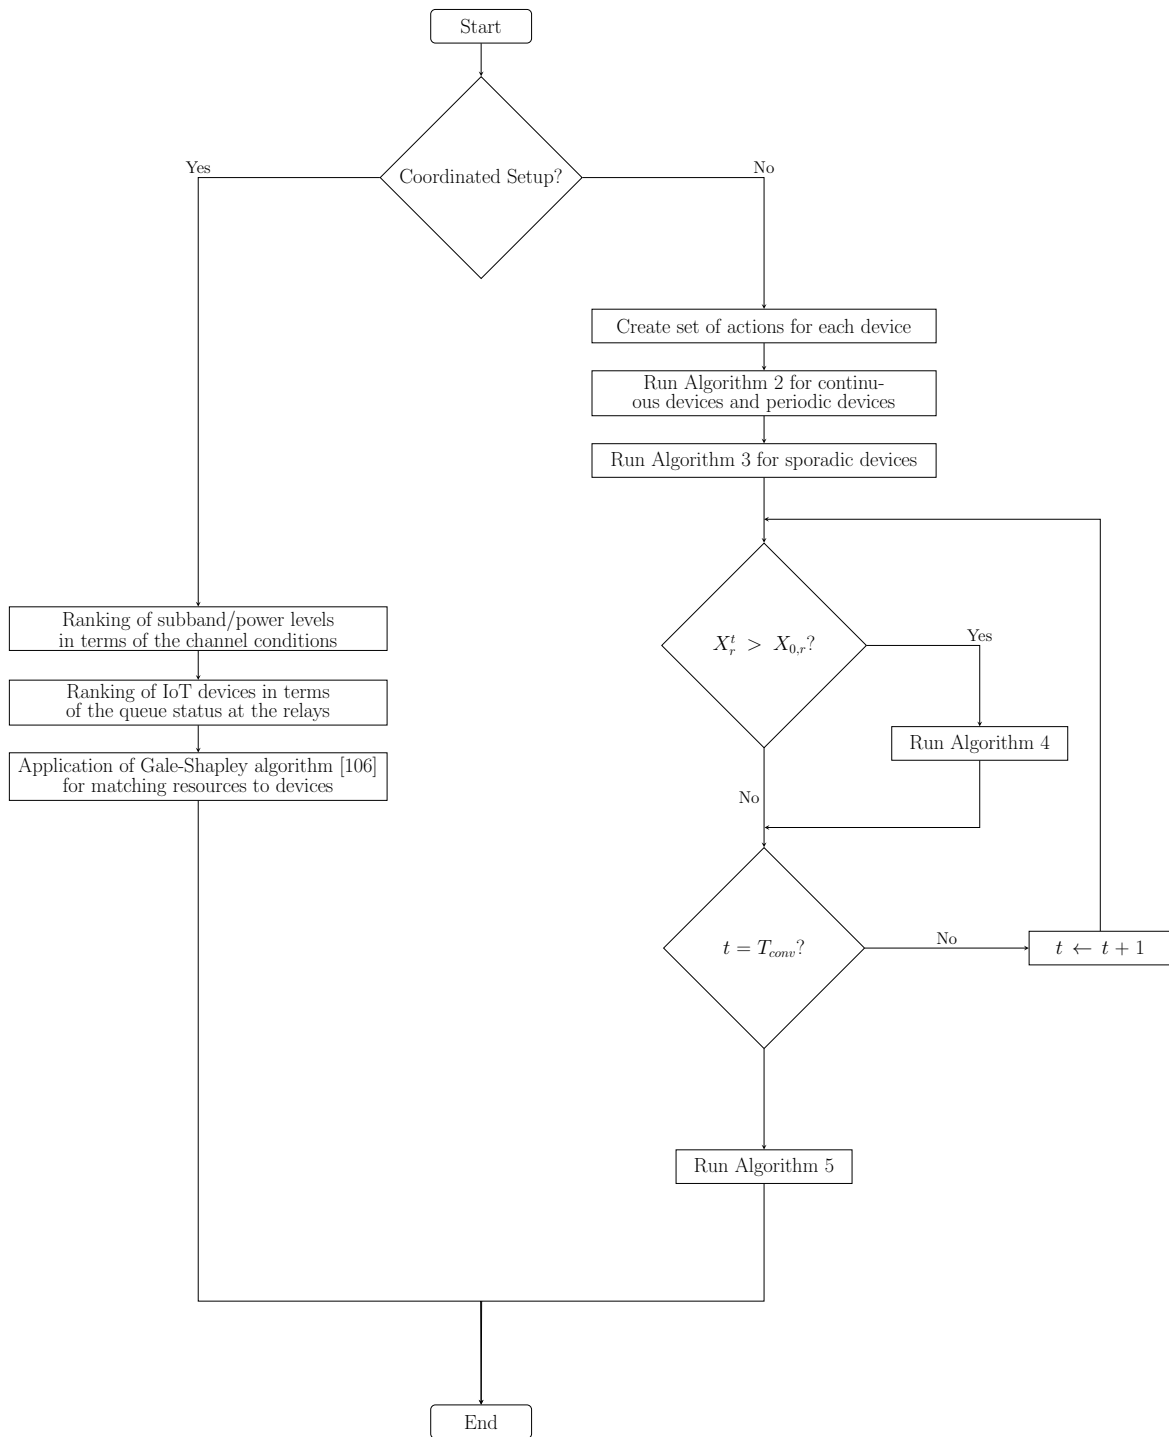 Start
Coordinated Setup?
Yes
No
Create set of actions for each device
Run Algorithm 2 for continu-
ous devices and periodic devices
Run Algorithm 3 for sporadic devices
Ranking of subband/power levels
in terms of the channel conditions
Ranking of IoT devices in terms
of the queue status at the relays
Application of Gale-Shapley algorithm [106]
for matching resources to devices
$X_r^t > X_{0,r}$?
Yes
Run Algorithm 4
No
$t = T_{conv}$?
No
$t \leftarrow t + 1$
Run Algorithm 5
End